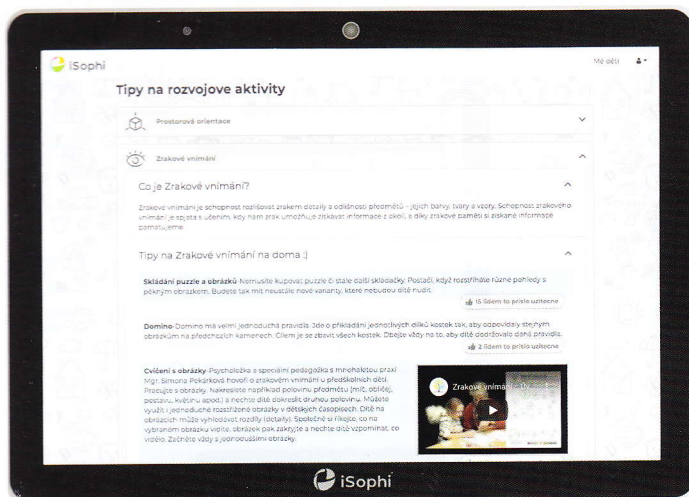 iSophi
Mé děti
Tipy na rozvojove aktivity
Prostorová orientace
Zrakové vnímání
Co je Zrakové vnímání?
Zrakové vnímání je schopnost rozlišovat zrakem detaily a odlišnosti předmětů – jejich barvy, tvary a vzory. Schopnost zrakového
vnímání je spjata s učením, kdy nám zrak umožňuje získávat informace z okolí, a díky zrakové paměti si získané informace
pamatujeme.
Tipy na Zrakové vnímání na doma :)
Skládání puzzle a obrázků-Nemusíte kupovat puzzle či stále další skládačky. Postačí, když rozstříháte různé pohledy s
pěkným obrázkem. Budete tak mít neustále nové varianty, které nebudou dítě nudit.
15 lidem to prislo uzitecne
Domino-Domino má velmi jednoduchá pravidla. Jde o přikládání jednotlivých dílků kostek tak, aby odpovídaly stejným
obrázkům na předchozích kamenech. Cílem je se zbavit všech kostek. Dbejte vždy na to, aby dítě dodržovalo daná pravidla.
2 lidem to prislo uzitecne
Cvičení s obrázky-Psycholožka a speciální pedagožka s mnohaletou praxí
Mgr. Simona Pekárková hovoří o zrakovém vnímání u předškolních dětí.
Pracujte s obrázky. Nakreslete například polovinu předmětu (míč, obličej,
postavu, květinu apod.) a nechte dítě dokreslit druhou polovinu. Můžete
využít i jednoduché rozstřížené obrázky v dětských časopisech. Dítě na
obrázcích může vyhledávat rozdíly (detaily). Společně si říkejte, co na
vybraném obrázku vidíte, obrázek pak zakryjte a nechte dítě vzpomínat, co
vidělo. Začněte vždy s jednoduššími obrázky.
Zrakové vnímání
iSophi